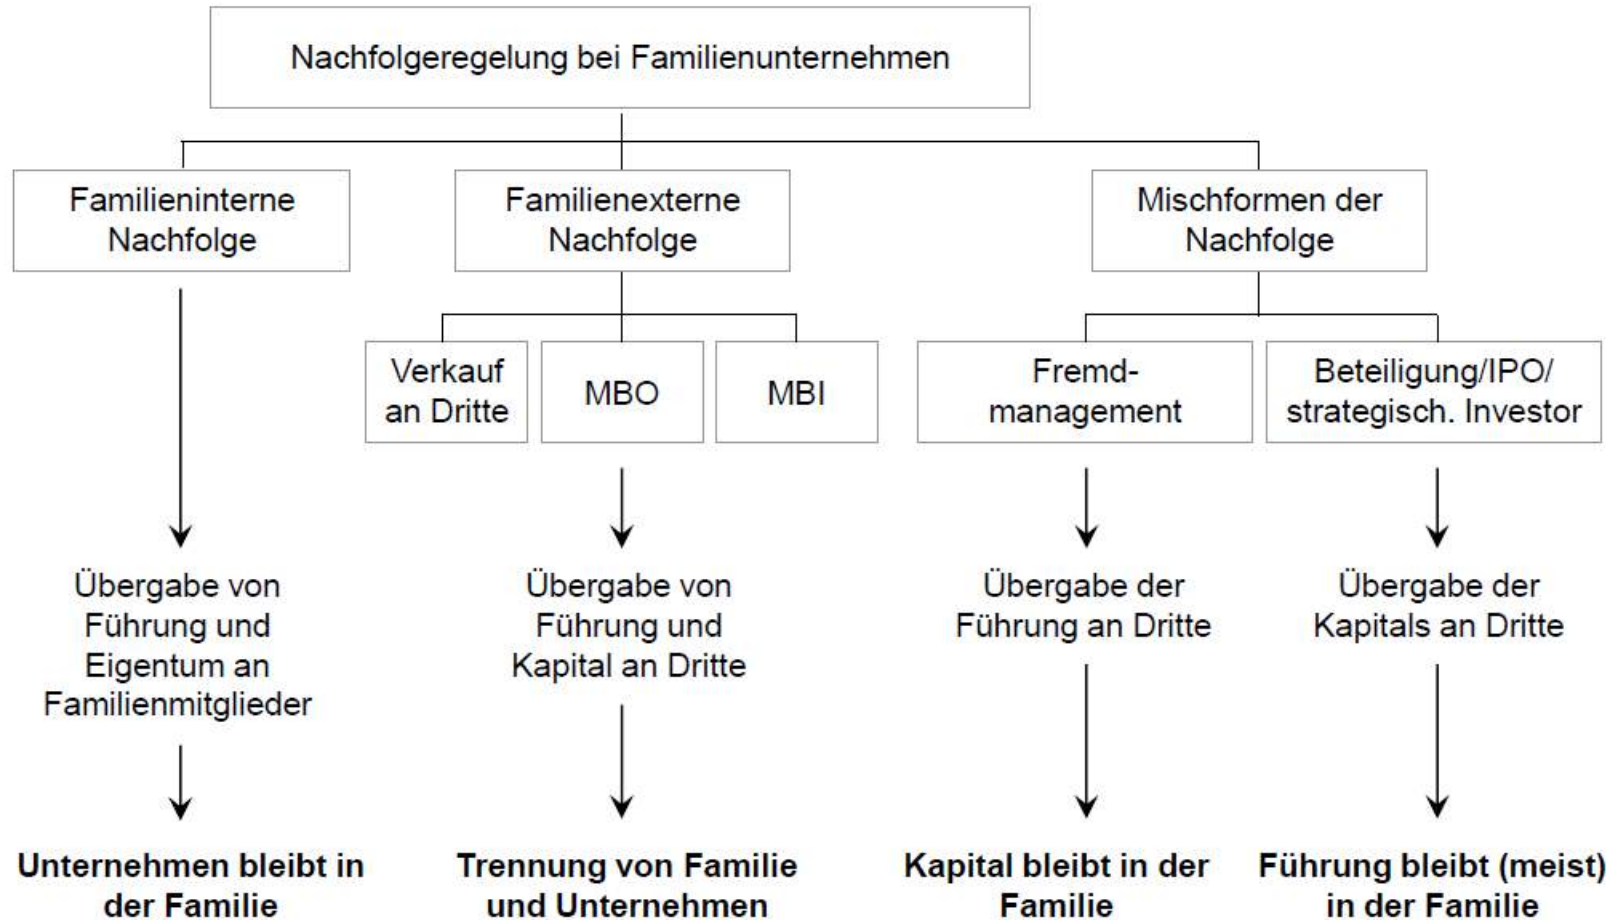 Nachfolgeregelung bei Familienunternehmen
Familieninterne
Nachfolge
Familienexterne
Nachfolge
Mischformen der
Nachfolge
Verkauf
an Dritte
MBO
MBI
Fremd-
management
Beteiligung/IPO/
strategisch. Investor
Übergabe von
Führung und
Eigentum an
Familienmitglieder
Übergabe von
Führung und
Kapital an Dritte
Übergabe der
Führung an Dritte
Übergabe der
Kapitals an Dritte
Unternehmen bleibt in
der Familie
Trennung von Familie
und Unternehmen
Kapital bleibt in der
Familie
Führung bleibt (meist)
in der Familie